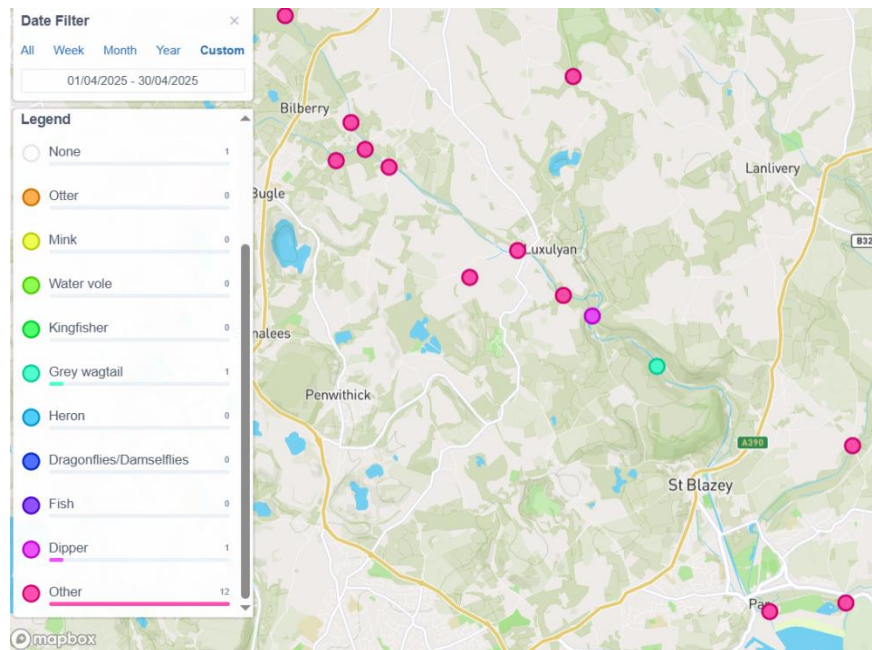 Date Filter ×
All Week Month Year Custom
01/04/2025 - 30/04/2025
Legend
None 1
Otter 0
Mink 0
Water vole 0
Kingfisher 0
Grey wagtail 1
Heron 0
Dragonflies/Damselflies 0
Fish 0
Dipper 1
Other 12
mapbox
Bilberry
Lanlivery
Bugle
B32
Luxulyan
nalees
Penwithick
A390
St Blazey
Par